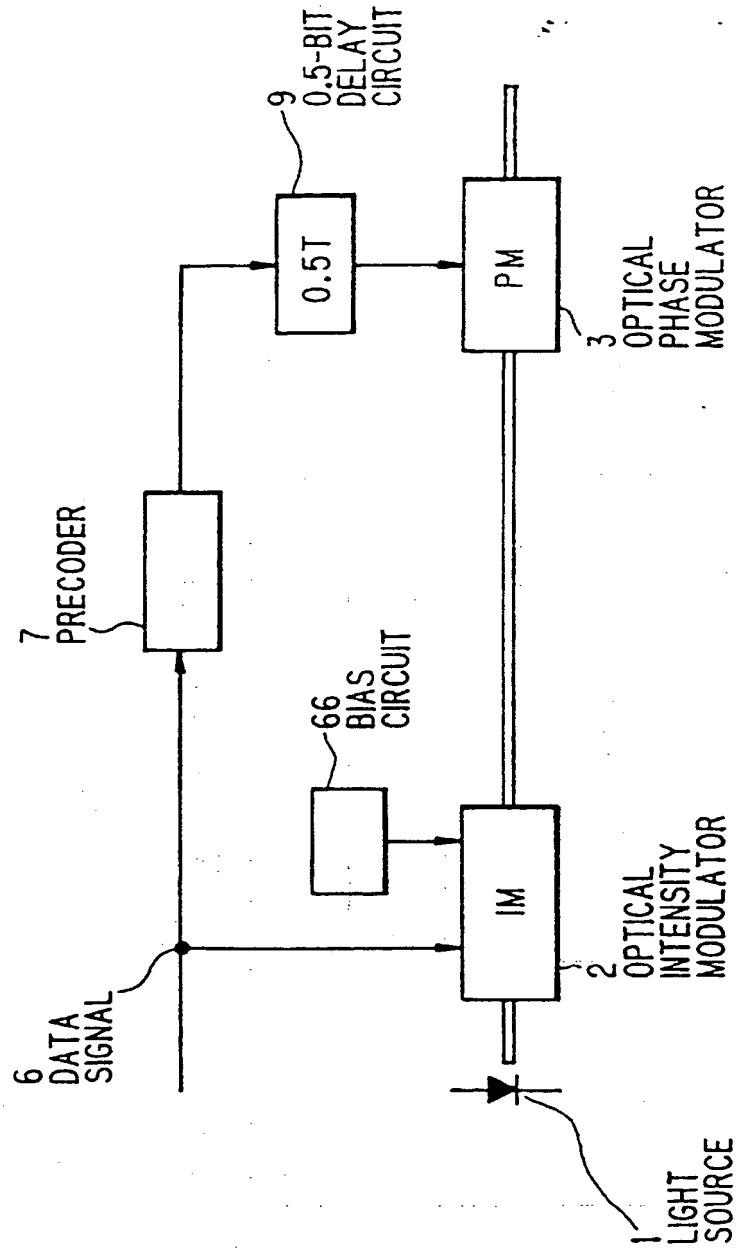 6
DATA
SIGNAL
7
PRECODER
9
0.5-BIT
DELAY
CIRCUIT
0.5T
66
BIAS
CIRCUIT
IM
PM
1
LIGHT
SOURCE
2
OPTICAL
INTENSITY
MODULATOR
3
OPTICAL
PHASE
MODULATOR